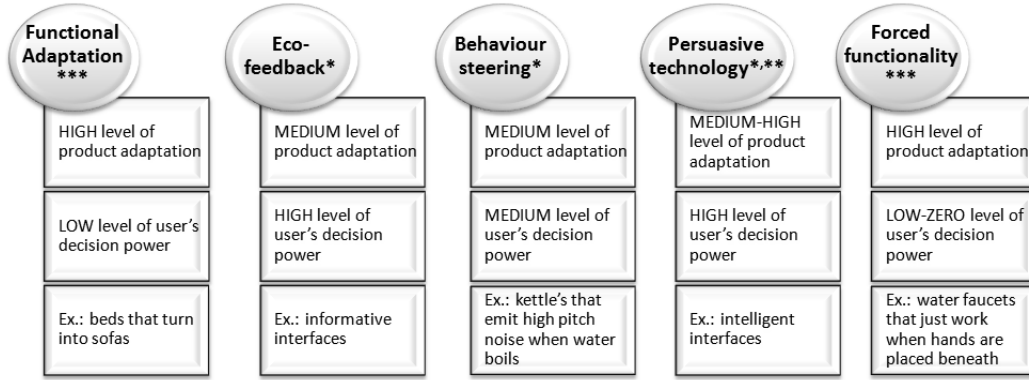 Functional
Adaptation
***
HIGH level of
product adaptation
LOW level of user's
decision power
Ex.: beds that turn
into sofas
Eco-
feedback*
MEDIUM level of
product adaptation
HIGH level of
user's decision
power
Ex.: informative
interfaces
Behaviour
steering*
MEDIUM level of
product adaptation
MEDIUM level of
user's decision
power
Ex.: kettle's that
emit high pitch
noise when water
boils
Persuasive
technology*,**
MEDIUM-HIGH
level of product
adaptation
HIGH level of
user's decision
power
Ex.: intelligent
interfaces
Forced
functionality
***
HIGH level of
product adaptation
LOW-ZERO level of
user's decision
power
Ex.: water faucets
that just work
when hands are
placed beneath